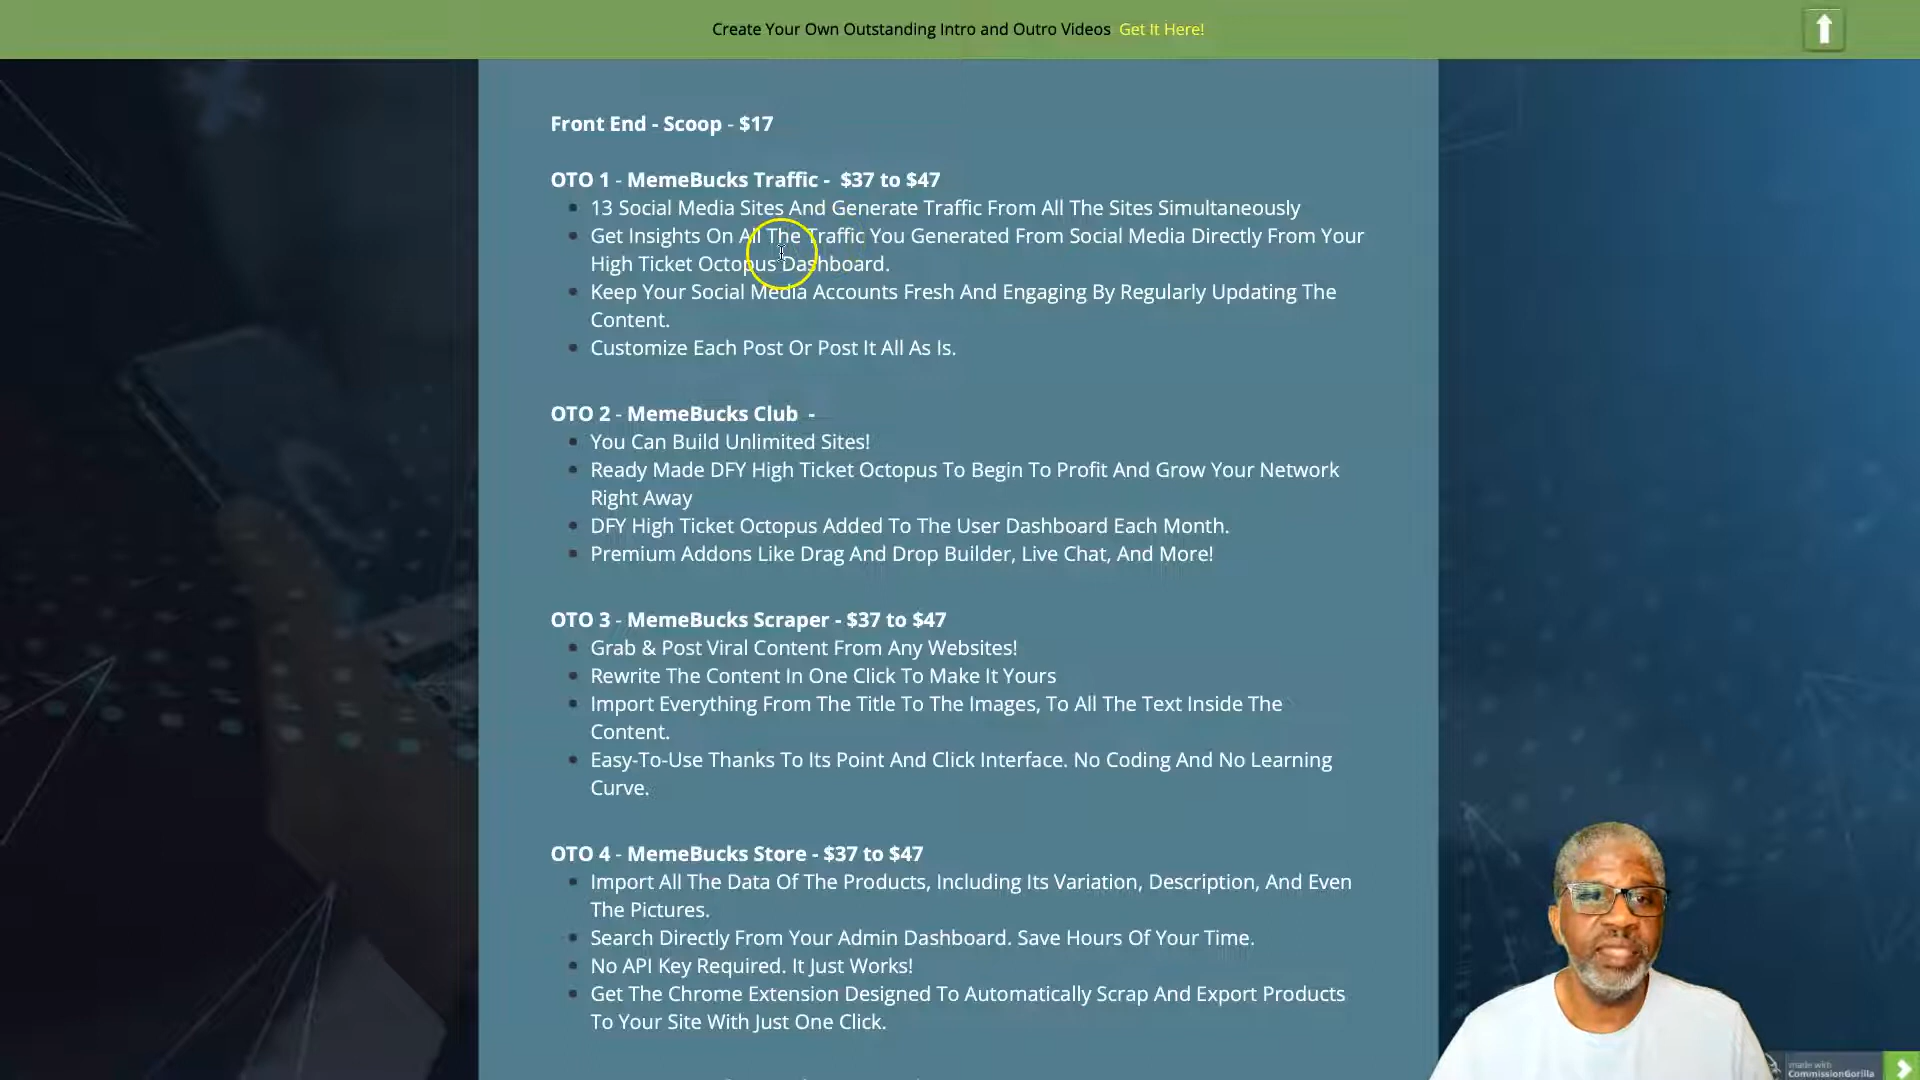 Create Your Own Outstanding Intro and Outro Videos Get It Here!
Front End - Scoop - $17
OTO 1 - MemeBucks Traffic - $37 to $47
13 Social Media Sites And Generate Traffic From All The Sites Simultaneously
Get Insights On All The Traffic You Generated From Social Media Directly From Your
High Ticket Octopus Dashboard.
Keep Your Social Media Accounts Fresh And Engaging By Regularly Updating The
Content.
Customize Each Post Or Post It All As Is.
OTO 2 - MemeBucks Club -
You Can Build Unlimited Sites!
Ready Made DFY High Ticket Octopus To Begin To Profit And Grow Your Network
Right Away
DFY High Ticket Octopus Added To The User Dashboard Each Month.
Premium Addons Like Drag And Drop Builder, Live Chat, And More!
OTO 3 - MemeBucks Scraper - $37 to $47
Grab & Post Viral Content From Any Websites!
Rewrite The Content In One Click To Make It Yours
Import Everything From The Title To The Images, To All The Text Inside The
Content.
Easy-To-Use Thanks To Its Point And Click Interface. No Coding And No Learning
Curve.
OTO 4 - MemeBucks Store - $37 to $47
Import All The Data Of The Products, Including Its Variation, Description, And Even
The Pictures.
Search Directly From Your Admin Dashboard. Save Hours Of Your Time.
No API Key Required. It Just Works!
Get The Chrome Extension Designed To Automatically Scrap And Export Products
To Your Site With Just One Click.
made with
CommissionGorilla